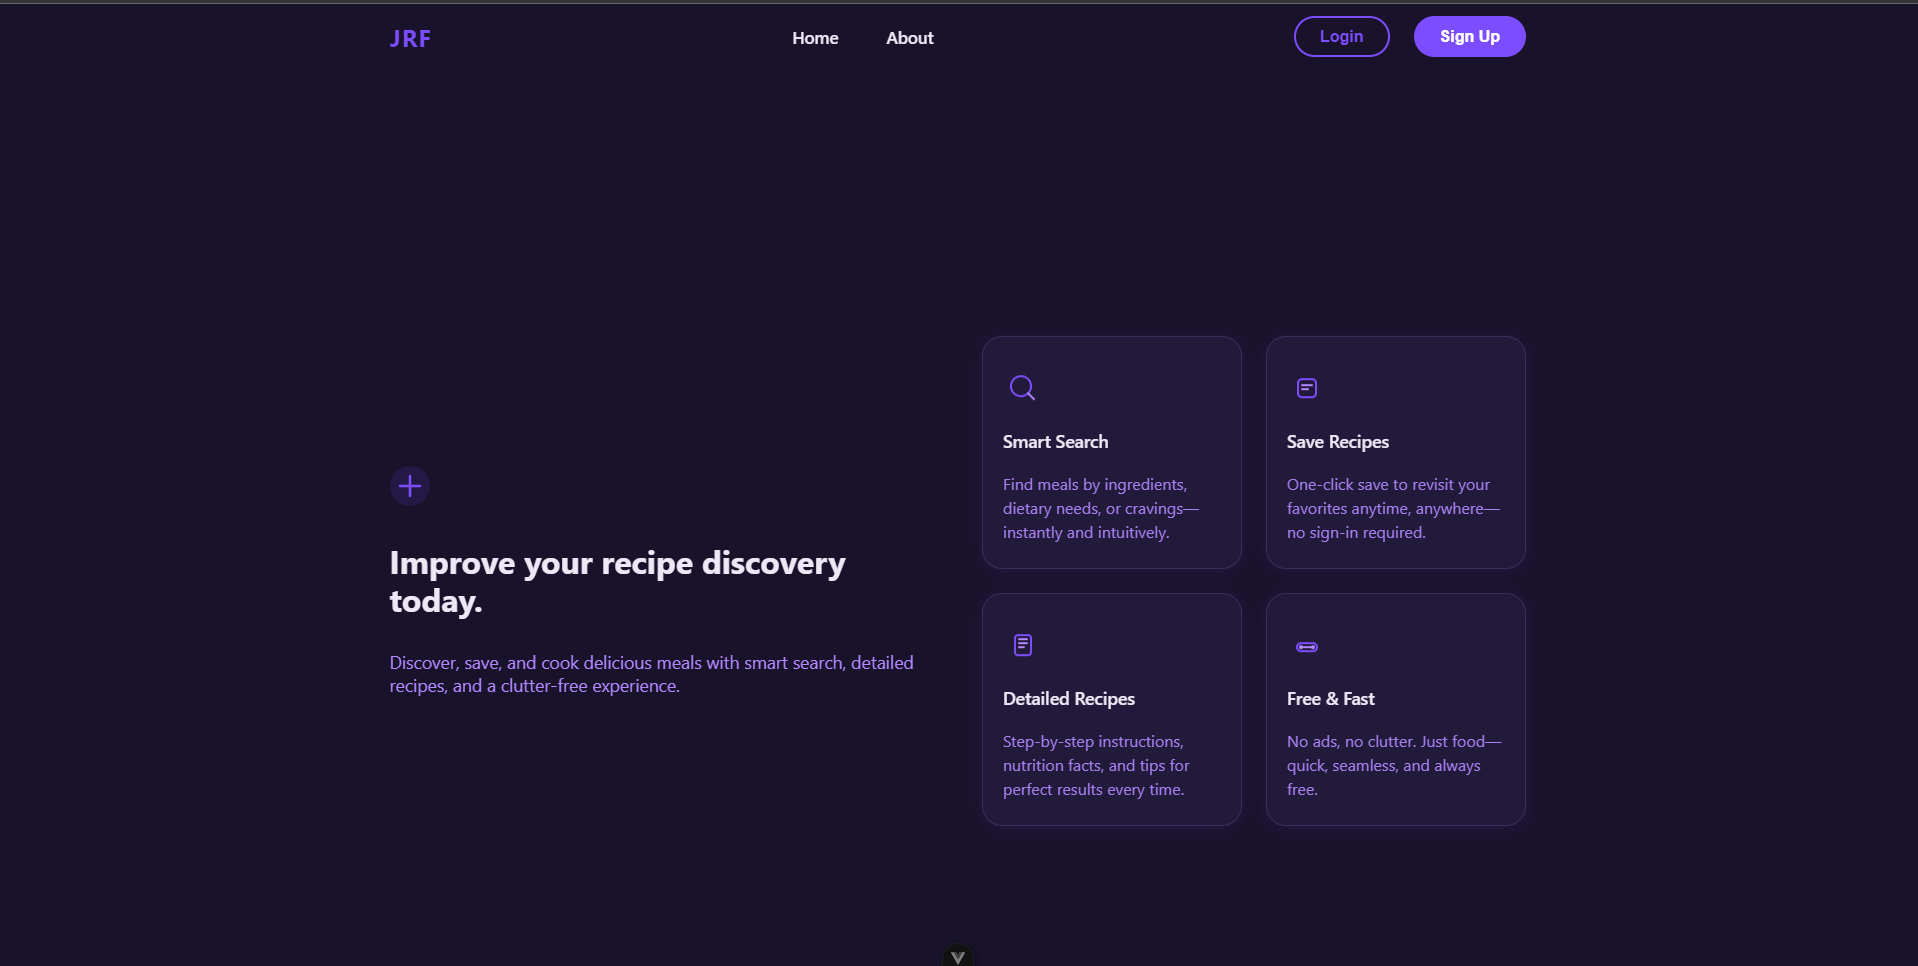 JRF
Home
About
Login
Sign Up
Improve your recipe discovery
today.
Discover, save, and cook delicious meals with smart search, detailed
recipes, and a clutter-free experience.
Smart Search
Find meals by ingredients,
dietary needs, or cravings—
instantly and intuitively.
Save Recipes
One-click save to revisit your
favorites anytime, anywhere—
no sign-in required.
Detailed Recipes
Step-by-step instructions,
nutrition facts, and tips for
perfect results every time.
Free & Fast
No ads, no clutter. Just food—
quick, seamless, and always
free.